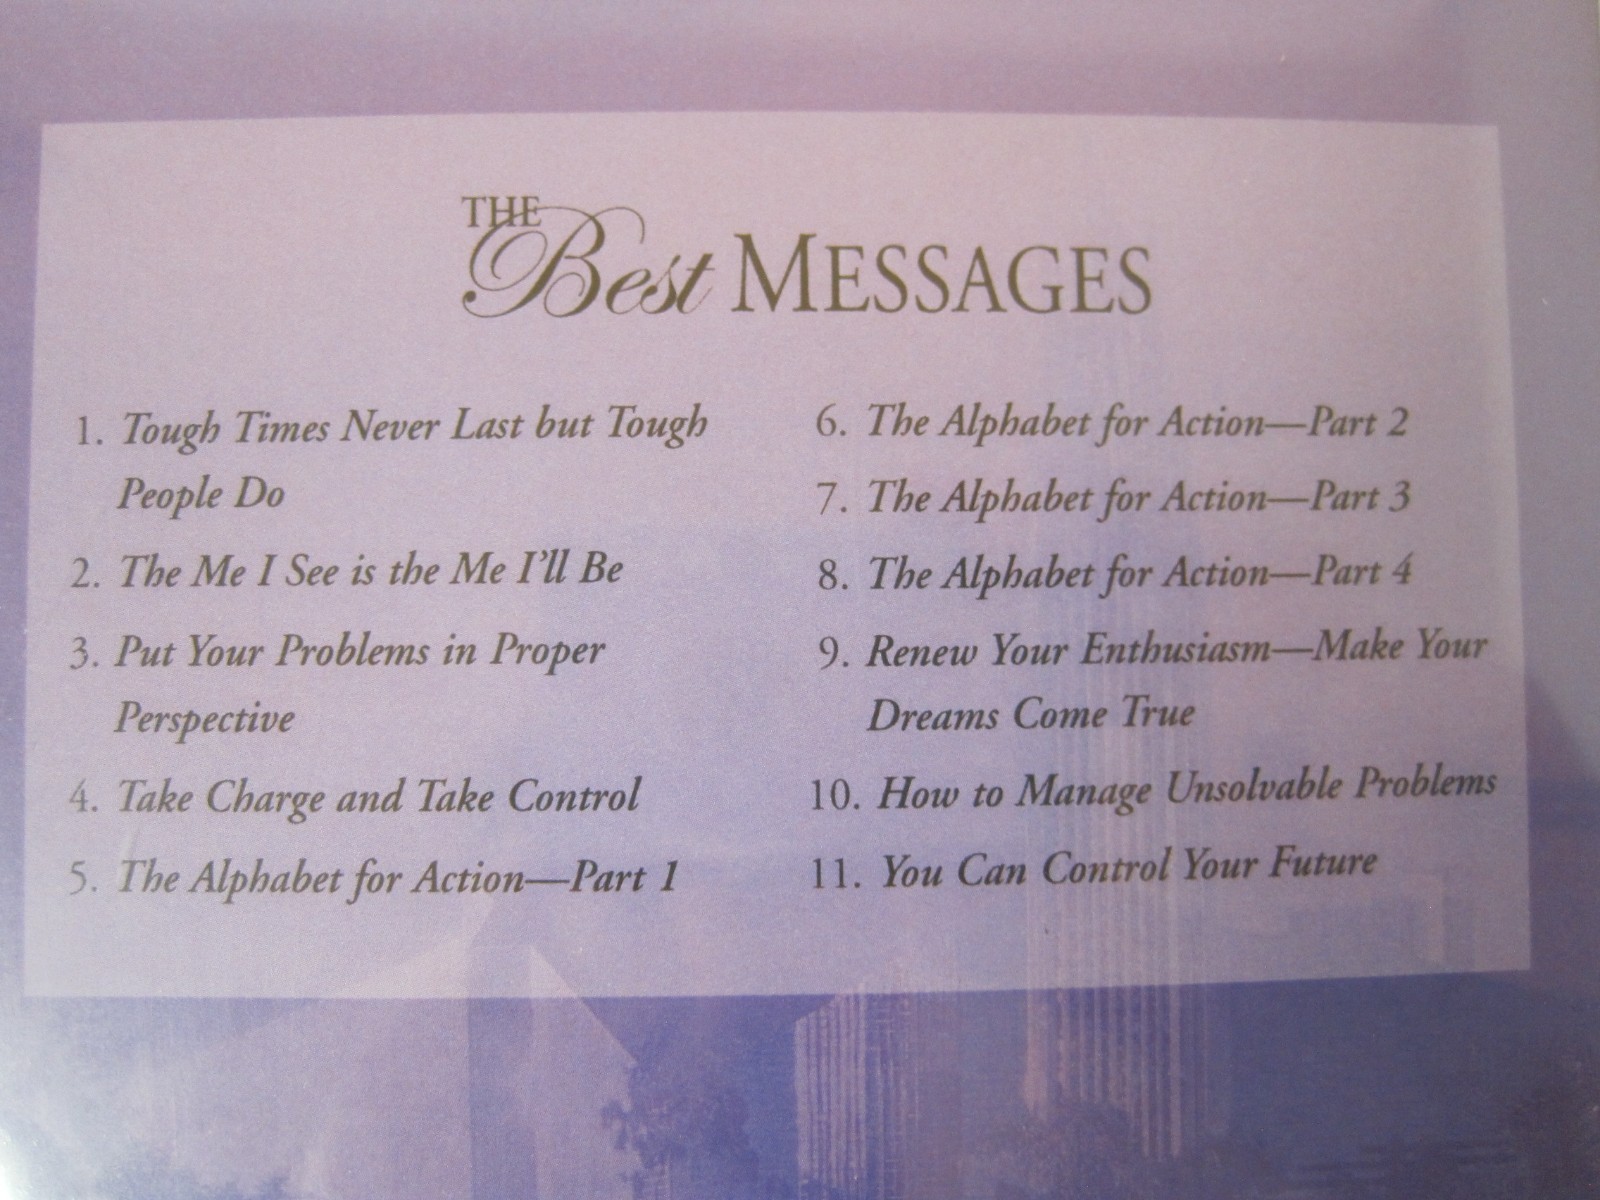 THE
Best MESSAGES
1. Tough Times Never Last but Tough
People Do
2. The Me I See is the Me I'll Be
3. Put Your Problems in Proper
Perspective
4. Take Charge and Take Control
5. The Alphabet for Action—Part 1
6. The Alphabet for Action—Part 2
7. The Alphabet for Action—Part 3
8. The Alphabet for Action—Part 4
9. Renew Your Enthusiasm—Make Your
Dreams Come True
10. How to Manage Unsolvable Problems
11. You Can Control Your Future